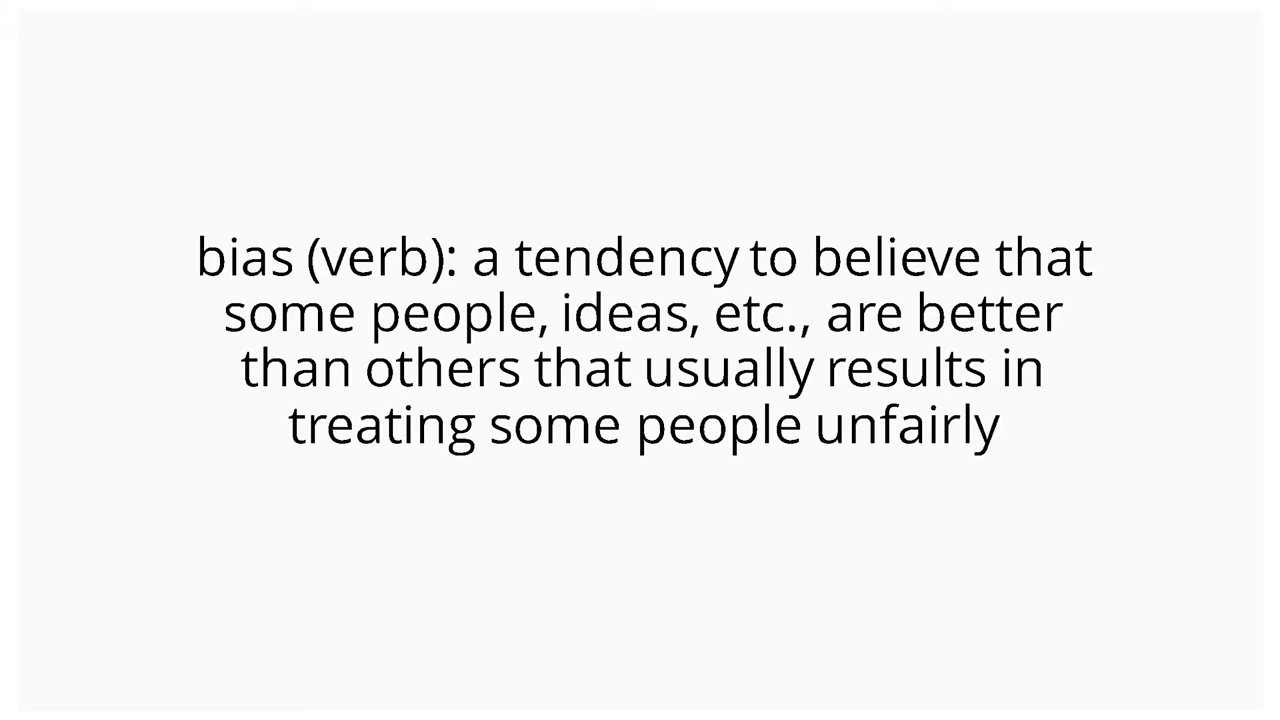 bias (verb): a tendency to believe that
some people, ideas, etc., are better
than others that usually results in
treating some people unfairly